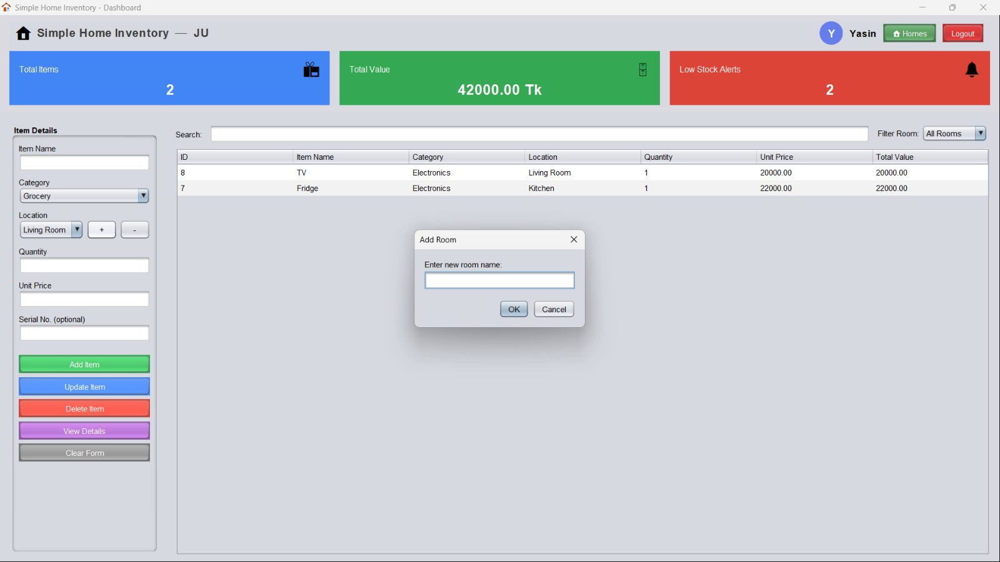 Simple Home Inventory - Dashboard
Simple Home Inventory — JU
Y Yasin Homes Logout
Total Items
2
Total Value
42000.00 Tk
Low Stock Alerts
2
Item Details
Item Name
Category
Grocery
Location
Living Room + -
Quantity
Unit Price
Serial No. (optional)
Add Item
Update Item
Delete Item
View Details
Clear Form
Search: Filter Room: All Rooms
ID Item Name Category Location Quantity Unit Price Total Value
8 TV Electronics Living Room 1 20000.00 20000.00
7 Fridge Electronics Kitchen 1 22000.00 22000.00
Add Room
Enter new room name:
OK Cancel